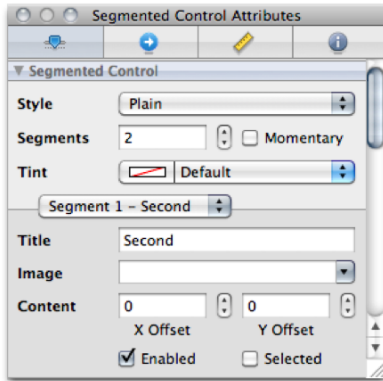 Segmented Control Attributes
Segmented Control
Style Plain
Segments 2 Momentary
Tint Default
Segment 1 – Second
Title Second
Image
Content 0 0
X Offset Y Offset
Enabled Selected